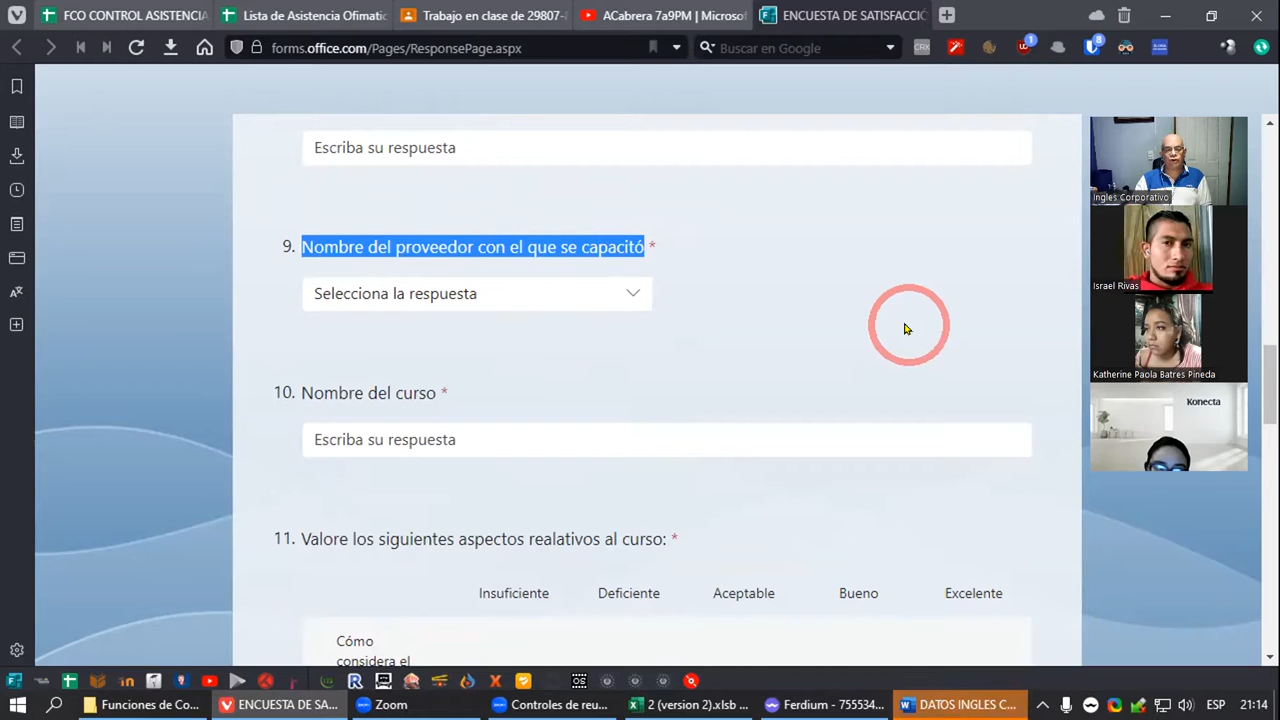 FCO CONTROL ASISTENCIA
Lista de Asistencia Ofimatic
Trabajo en clase de 29807-
ACabrera 7a9PM | Microsoft
ENCUESTA DE SATISFACCIÓ
forms.office.com/Pages/ResponsePage.aspx
Buscar en Google
CRX
1
8
Escriba su respuesta
9. Nombre del proveedor con el que se capacitó *
Selecciona la respuesta
10. Nombre del curso *
Escriba su respuesta
11. Valore los siguientes aspectos realativos al curso: *
Insuficiente Deficiente Aceptable Bueno Excelente
Cómo
considera el
Ingles Corporativo
Israel Rivas
Katherine Paola Batres Pineda
Konecta
Funciones de Co...
ENCUESTA DE SA...
Zoom
Controles de reu...
2 (version 2).xlsb ...
Ferdium - 755534...
DATOS INGLES C...
ESP
21:14